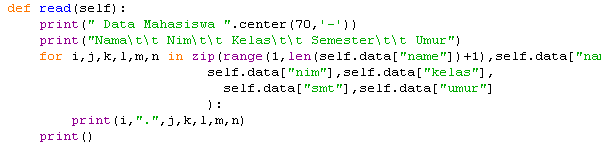 def read(self):
    print(" Data Mahasiswa ".center(70,'-'))
    print("Nama\t\t Nim\t\t Kelas\t\t Semester\t\t Umur")
    for i,j,k,l,m,n in zip(range(1,len(self.data["name"])+1),self.data["na
                           self.data["nim"],self.data["kelas"],
                             self.data["smt"],self.data["umur"]
                           ):
        print(i,".",j,k,l,m,n)
    print()